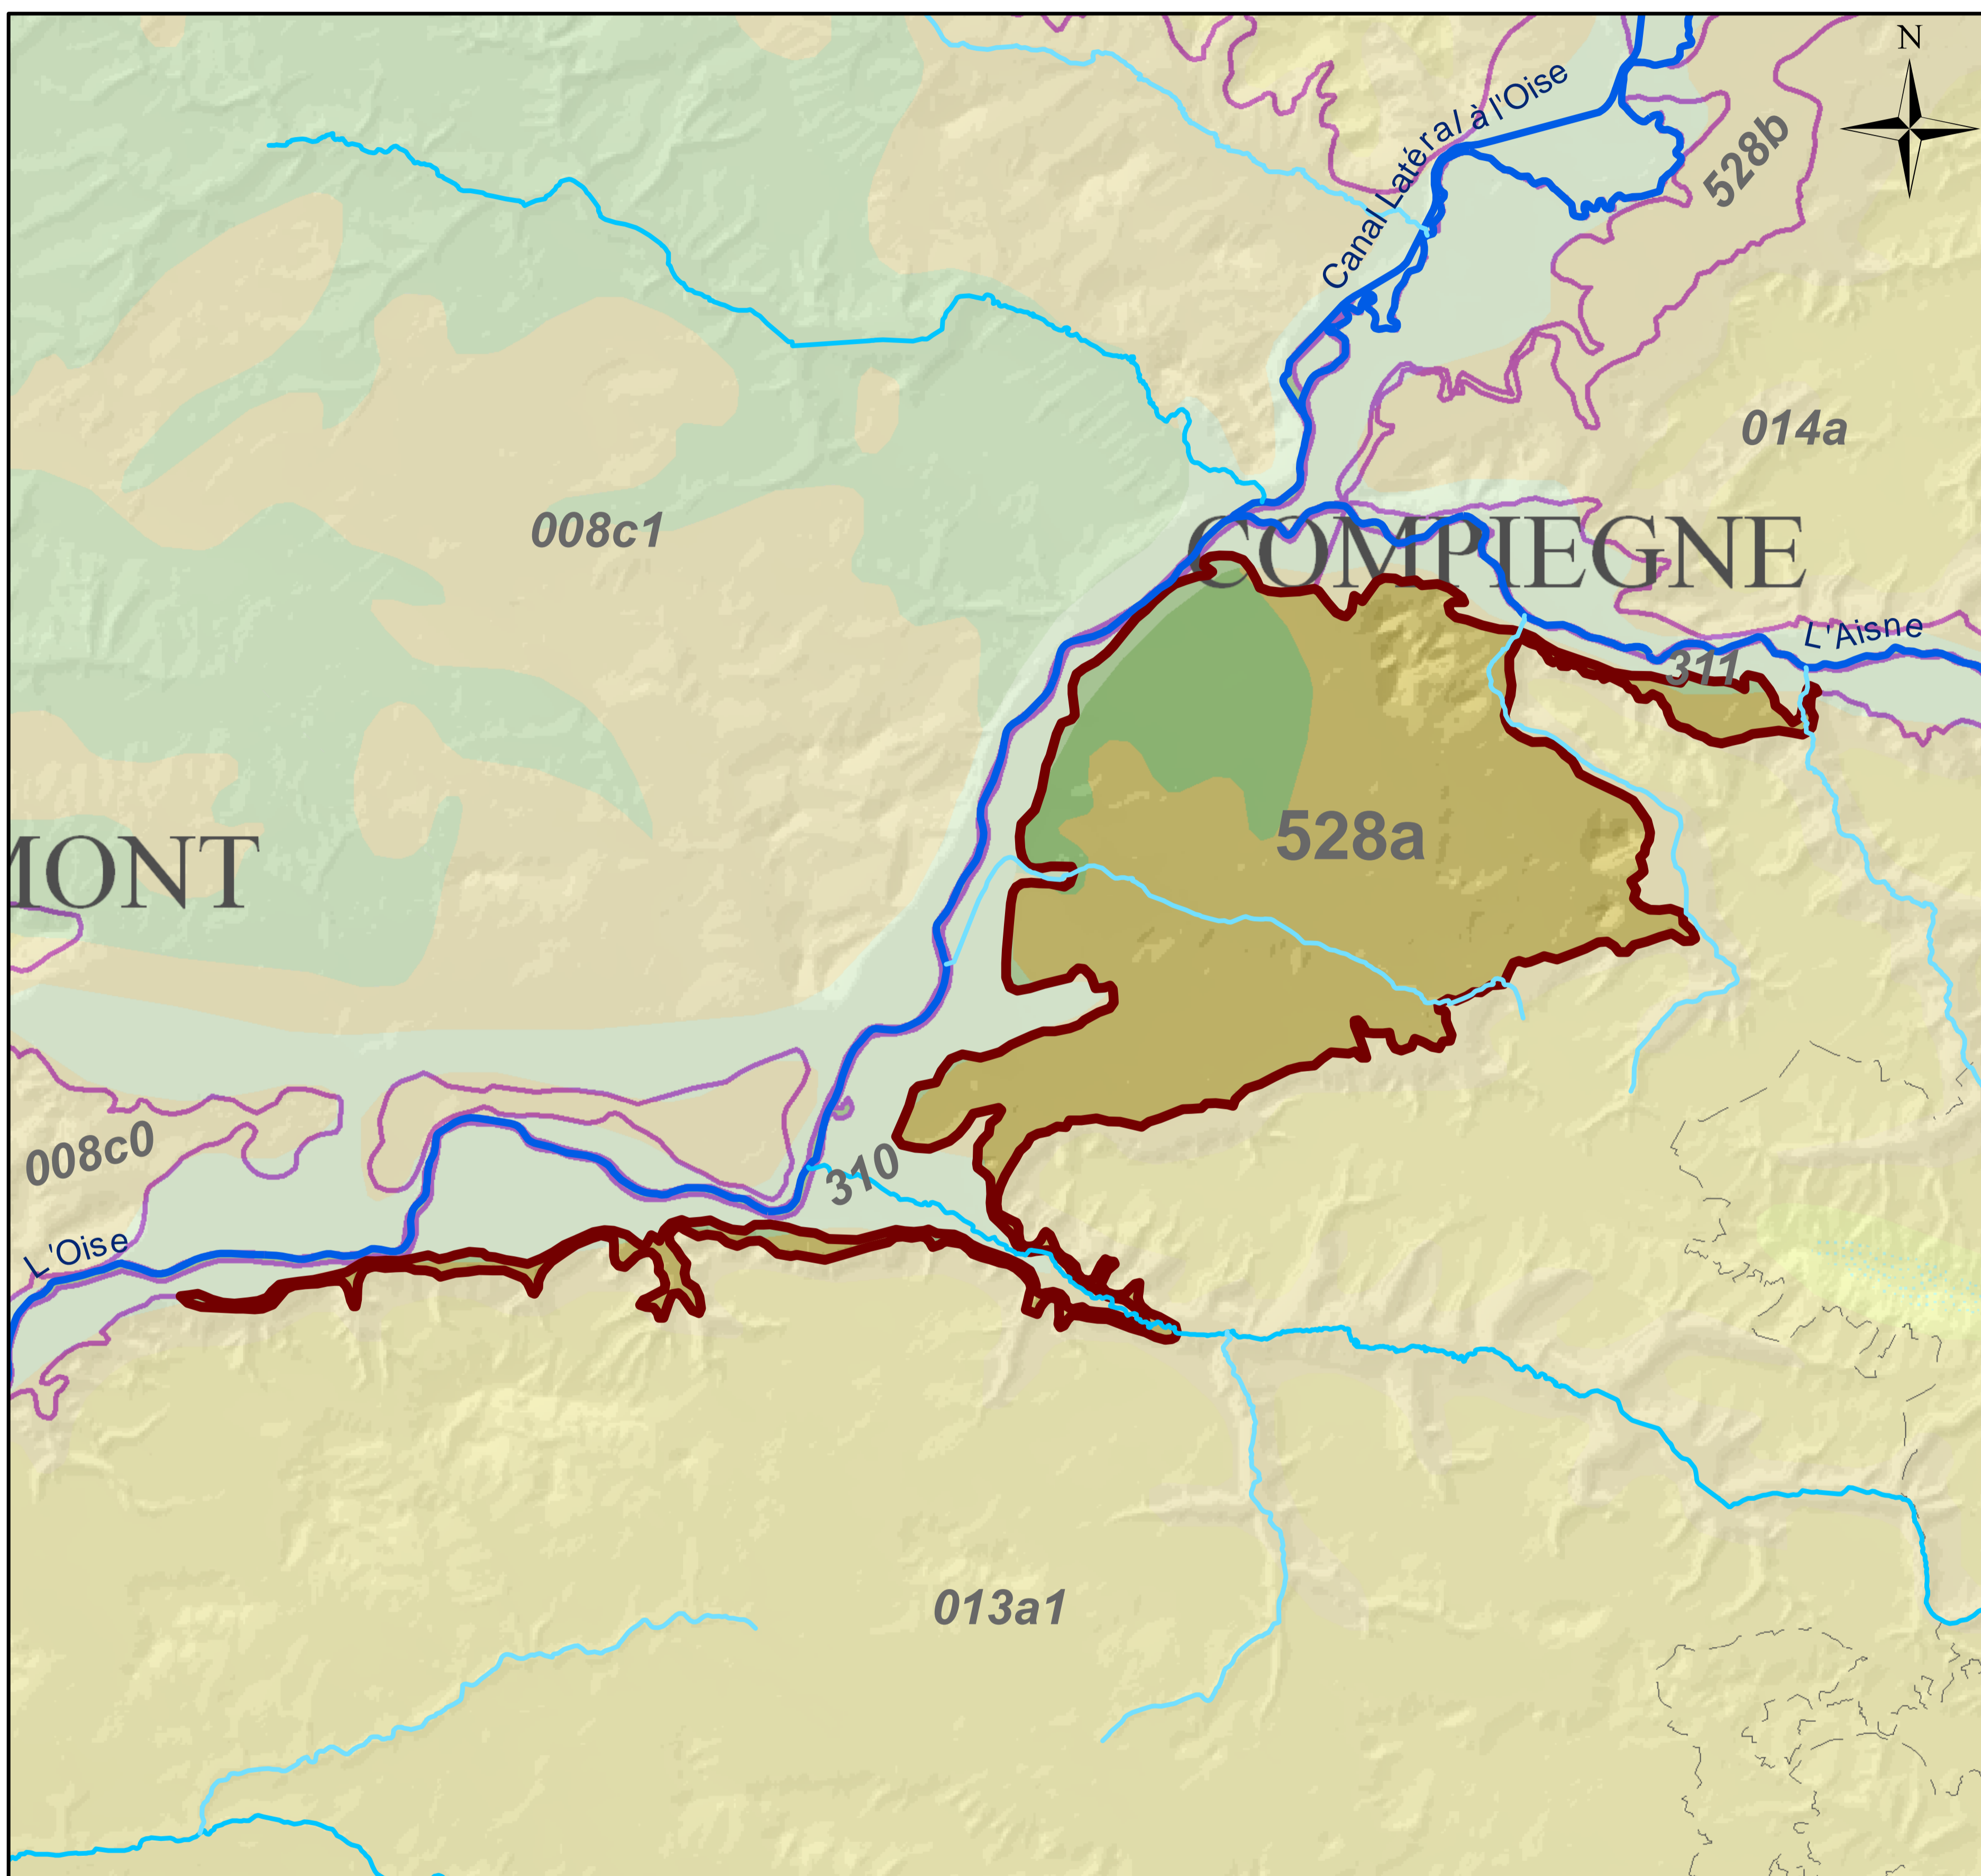 N
Canal Latéral à l'Oise
528b
014a
008c1
COMPIEGNE
L'Aisne
311
528a
MONT
008c0
310
L'Oise
013a1